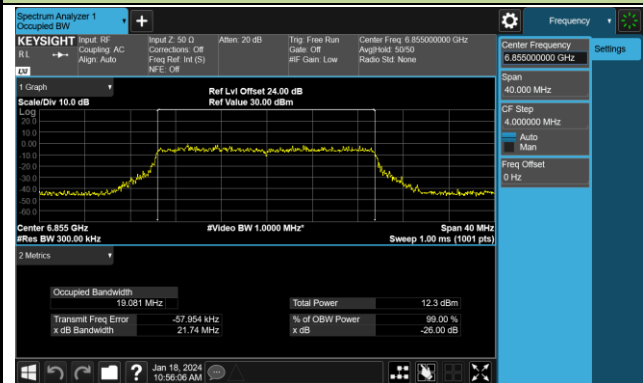 Spectrum Analyzer 1
Occupied BW
Frequency
KEYSIGHT
Input: RF
Coupling: AC
Align: Auto
Input Z: 50 Ω
Corrections: Off
Freq Ref: Int (S)
NFE: Off
Atten: 20 dB
Trig: Free Run
Gate: Off
#IF Gain: Low
Center Freq: 6.855000000 GHz
Avg|Hold: 50/50
Radio Std: None
R L
LXI
Center Frequency
6.855000000 GHz
Settings
Span
40.000 MHz
CF Step
4.000000 MHz
Auto
Man
Freq Offset
0 Hz
1 Graph
Scale/Div 10.0 dB
Ref Lvl Offset 24.00 dB
Ref Value 30.00 dBm
Log
20.0
10.0
0.00
-10.0
-20.0
-30.0
-40.0
-50.0
-60.0
Center 6.855 GHz
#Res BW 300.00 kHz
#Video BW 1.0000 MHz*
Span 40 MHz
Sweep 1.00 ms (1001 pts)
2 Metrics
Occupied Bandwidth
19.081 MHz
Total Power 12.3 dBm
Transmit Freq Error -57.954 kHz
% of OBW Power 99.00 %
x dB Bandwidth 21.74 MHz
x dB -26.00 dB
?
Jan 18, 2024
10:56:06 AM